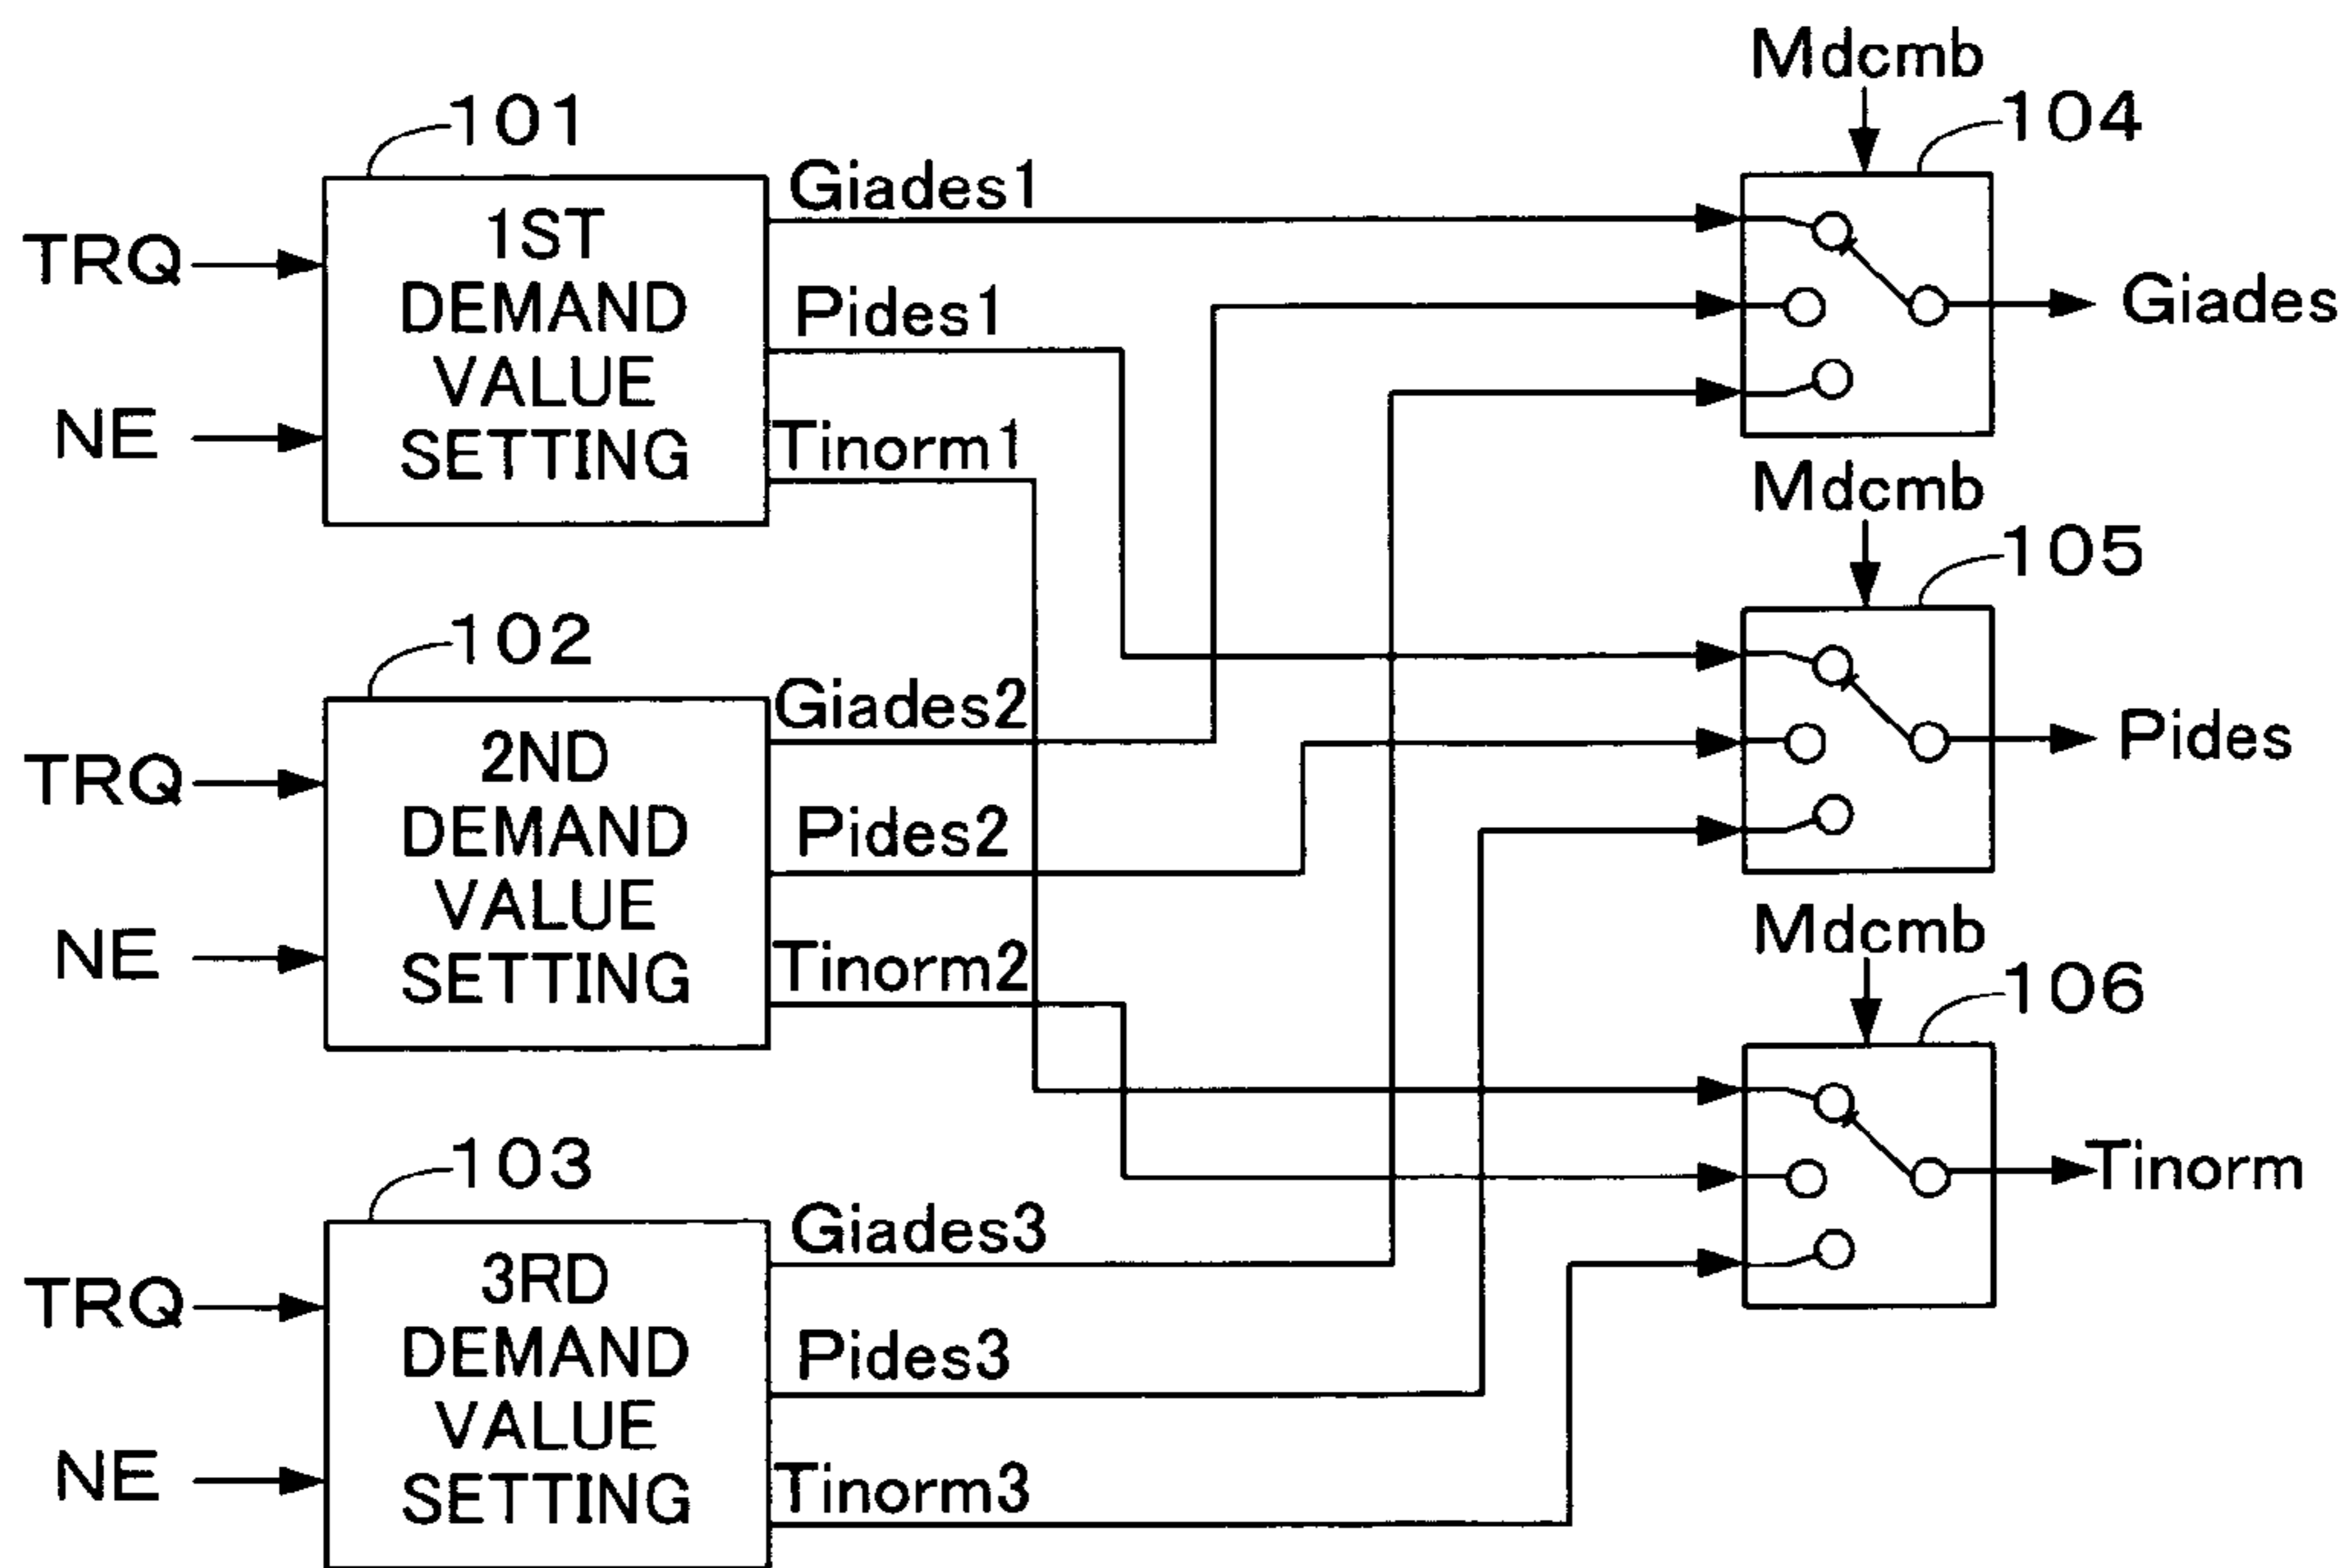 Mdcmb
101
104
Giades1
1ST
DEMAND
VALUE
SETTING
TRQ
NE
Pides1
Tinorm1
Giades
Mdcmb
105
102
Giades2
2ND
DEMAND
VALUE
SETTING
TRQ
NE
Pides2
Tinorm2
Pides
Mdcmb
106
103
Giades3
3RD
DEMAND
VALUE
SETTING
TRQ
NE
Pides3
Tinorm3
Tinorm